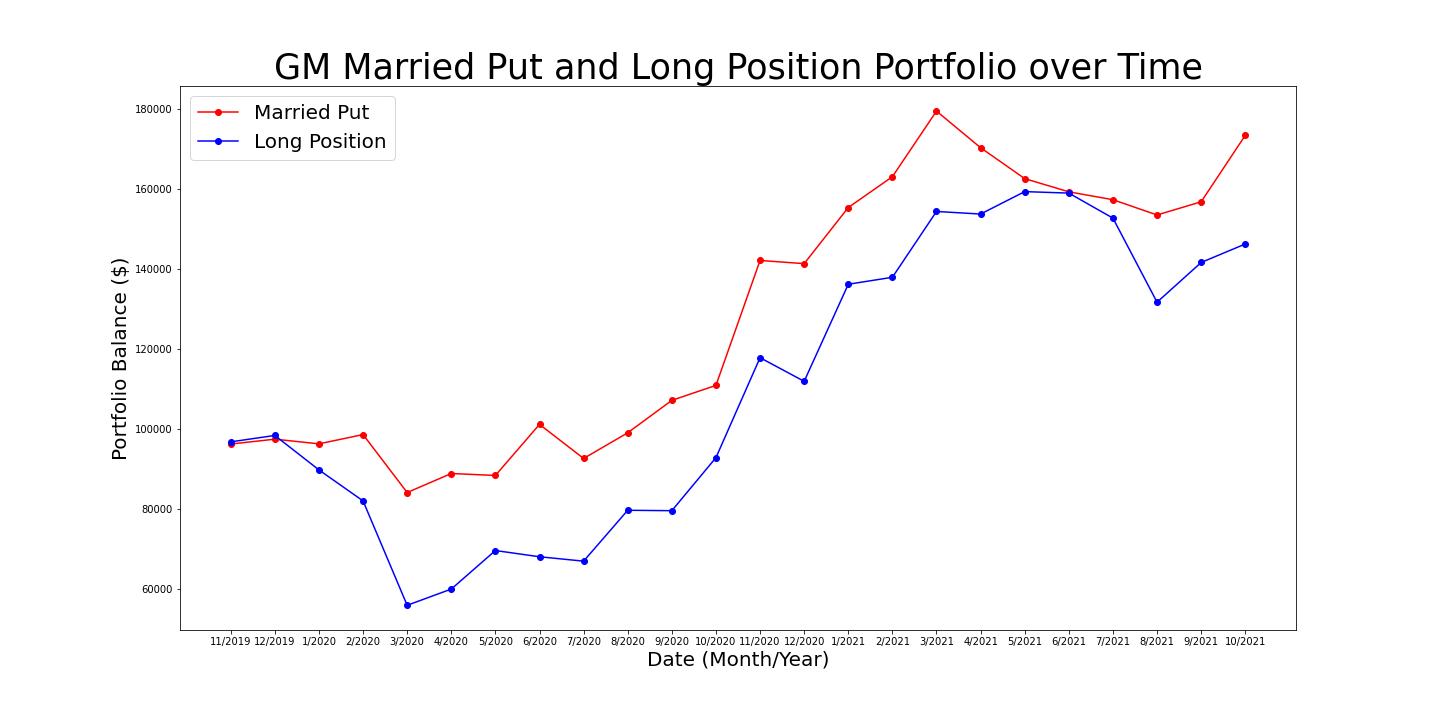 GM Married Put and Long Position Portfolio over Time
Married Put
Long Position
Portfolio Balance ($)
180000
160000
140000
120000
100000
80000
60000
11/2019 12/2019 1/2020 2/2020 3/2020 4/2020 5/2020 6/2020 7/2020 8/2020 9/2020 10/2020 11/2020 12/2020 1/2021 2/2021 3/2021 4/2021 5/2021 6/2021 7/2021 8/2021 9/2021 10/2021
Date (Month/Year)